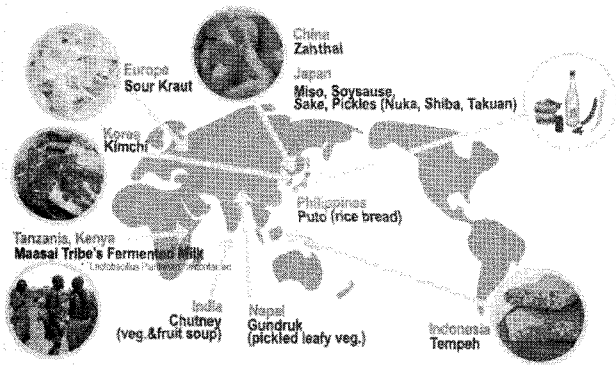 China
Zahthai
Europe
Sour Kraut
Japan
Miso, Soysause,
Sake, Pickles (Nuka, Shiba, Takuan)
Korea
Kimchi
Philippines
Puto (rice bread)
Tanzania, Kenya
Maasai Tribe's Fermented Milk
India
Chutney
(veg.&fruit soup)
Nepal
Gundruk
(pickled leafy veg.)
Indonesia
Tempeh